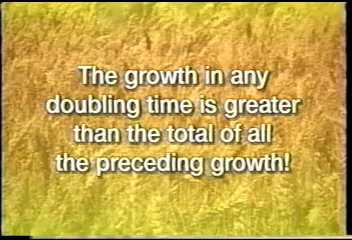 The growth in any
doubling time is greater
than the total of all
the preceding growth!